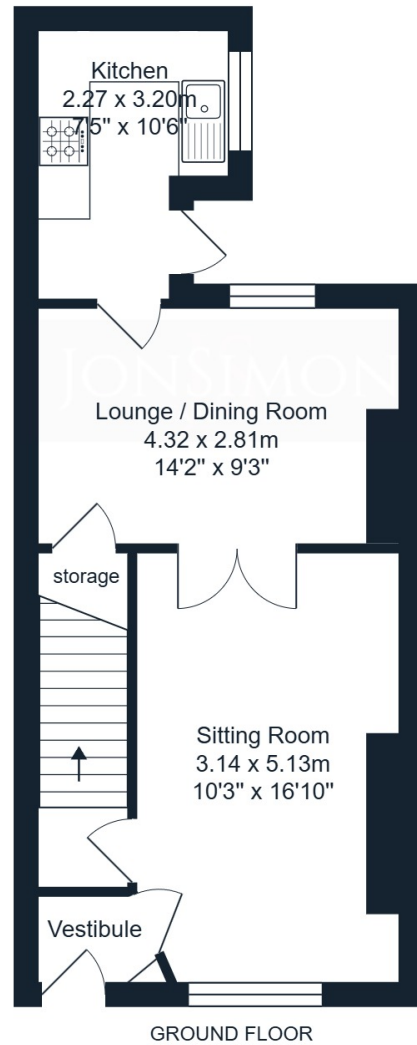 Kitchen
2.27 x 3.20m
7'5" x 10'6"
JonSimon
Lounge / Dining Room
4.32 x 2.81m
14'2" x 9'3"
storage
Sitting Room
3.14 x 5.13m
10'3" x 16'10"
Vestibule
GROUND FLOOR